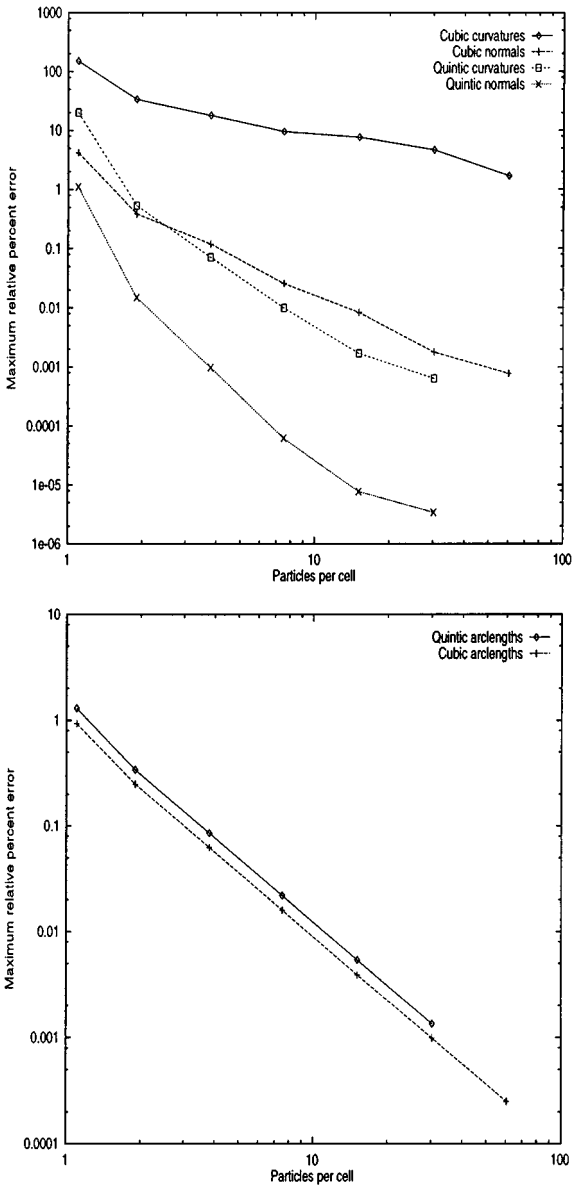 1000
100
10
1
0.1
0.01
0.001
0.0001
1e-05
1e-06
Maximum relative percent error
Cubic curvatures
Cubic normals
Quintic curvatures
Quintic normals
1
10
100
Particles per cell
10
1
0.1
0.01
0.001
0.0001
Maximum relative percent error
Quintic arclengths
Cubic arclengths
1
10
100
Particles per cell